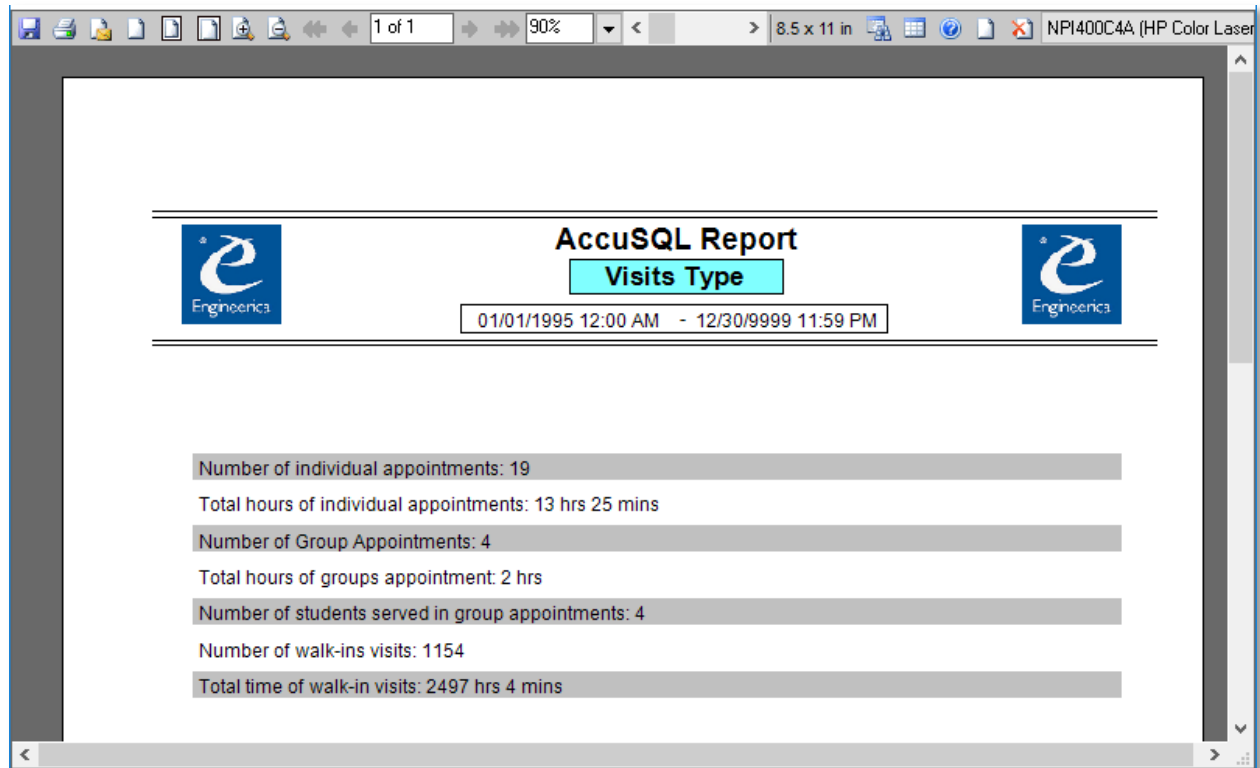 1 of 1 90% 8.5 x 11 in NPI400C4A (HP Color Laser
AccuSQL Report
Visits Type
Engineerica Engineerica
01/01/1995 12:00 AM - 12/30/9999 11:59 PM
Number of individual appointments: 19
Total hours of individual appointments: 13 hrs 25 mins
Number of Group Appointments: 4
Total hours of groups appointment: 2 hrs
Number of students served in group appointments: 4
Number of walk-ins visits: 1154
Total time of walk-in visits: 2497 hrs 4 mins